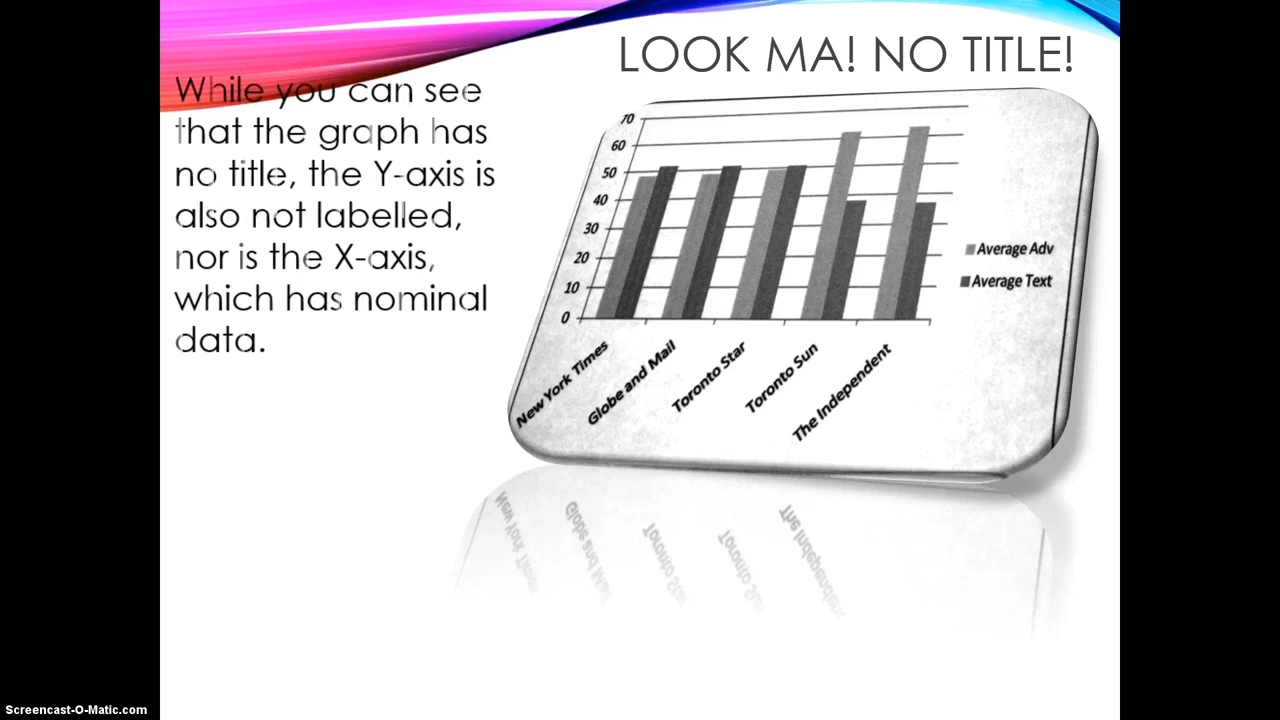 LOOK MA! NO TITLE!
While you can see
that the graph has
no title, the Y-axis is
also not labelled,
nor is the X-axis,
which has nominal
data.
70
60
50
40
30
20
10
0
New York Times
Globe and Mail
Toronto Star
Toronto Sun
The Independent
Average Adv
Average Text
Screencast-O-Matic.com